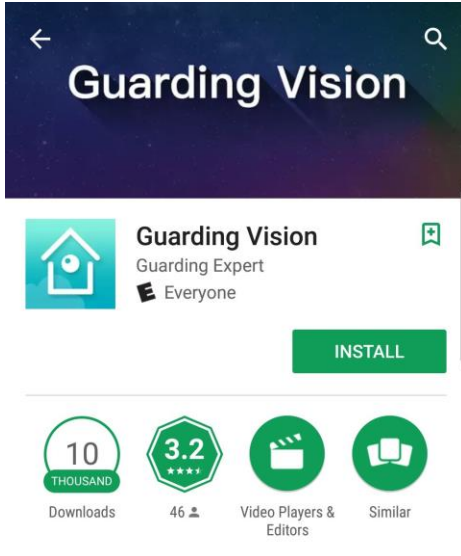 Guarding Vision
Guarding Vision
Guarding Expert
E Everyone
INSTALL
10
THOUSAND
Downloads
3.2
46
Video Players &
Editors
Similar